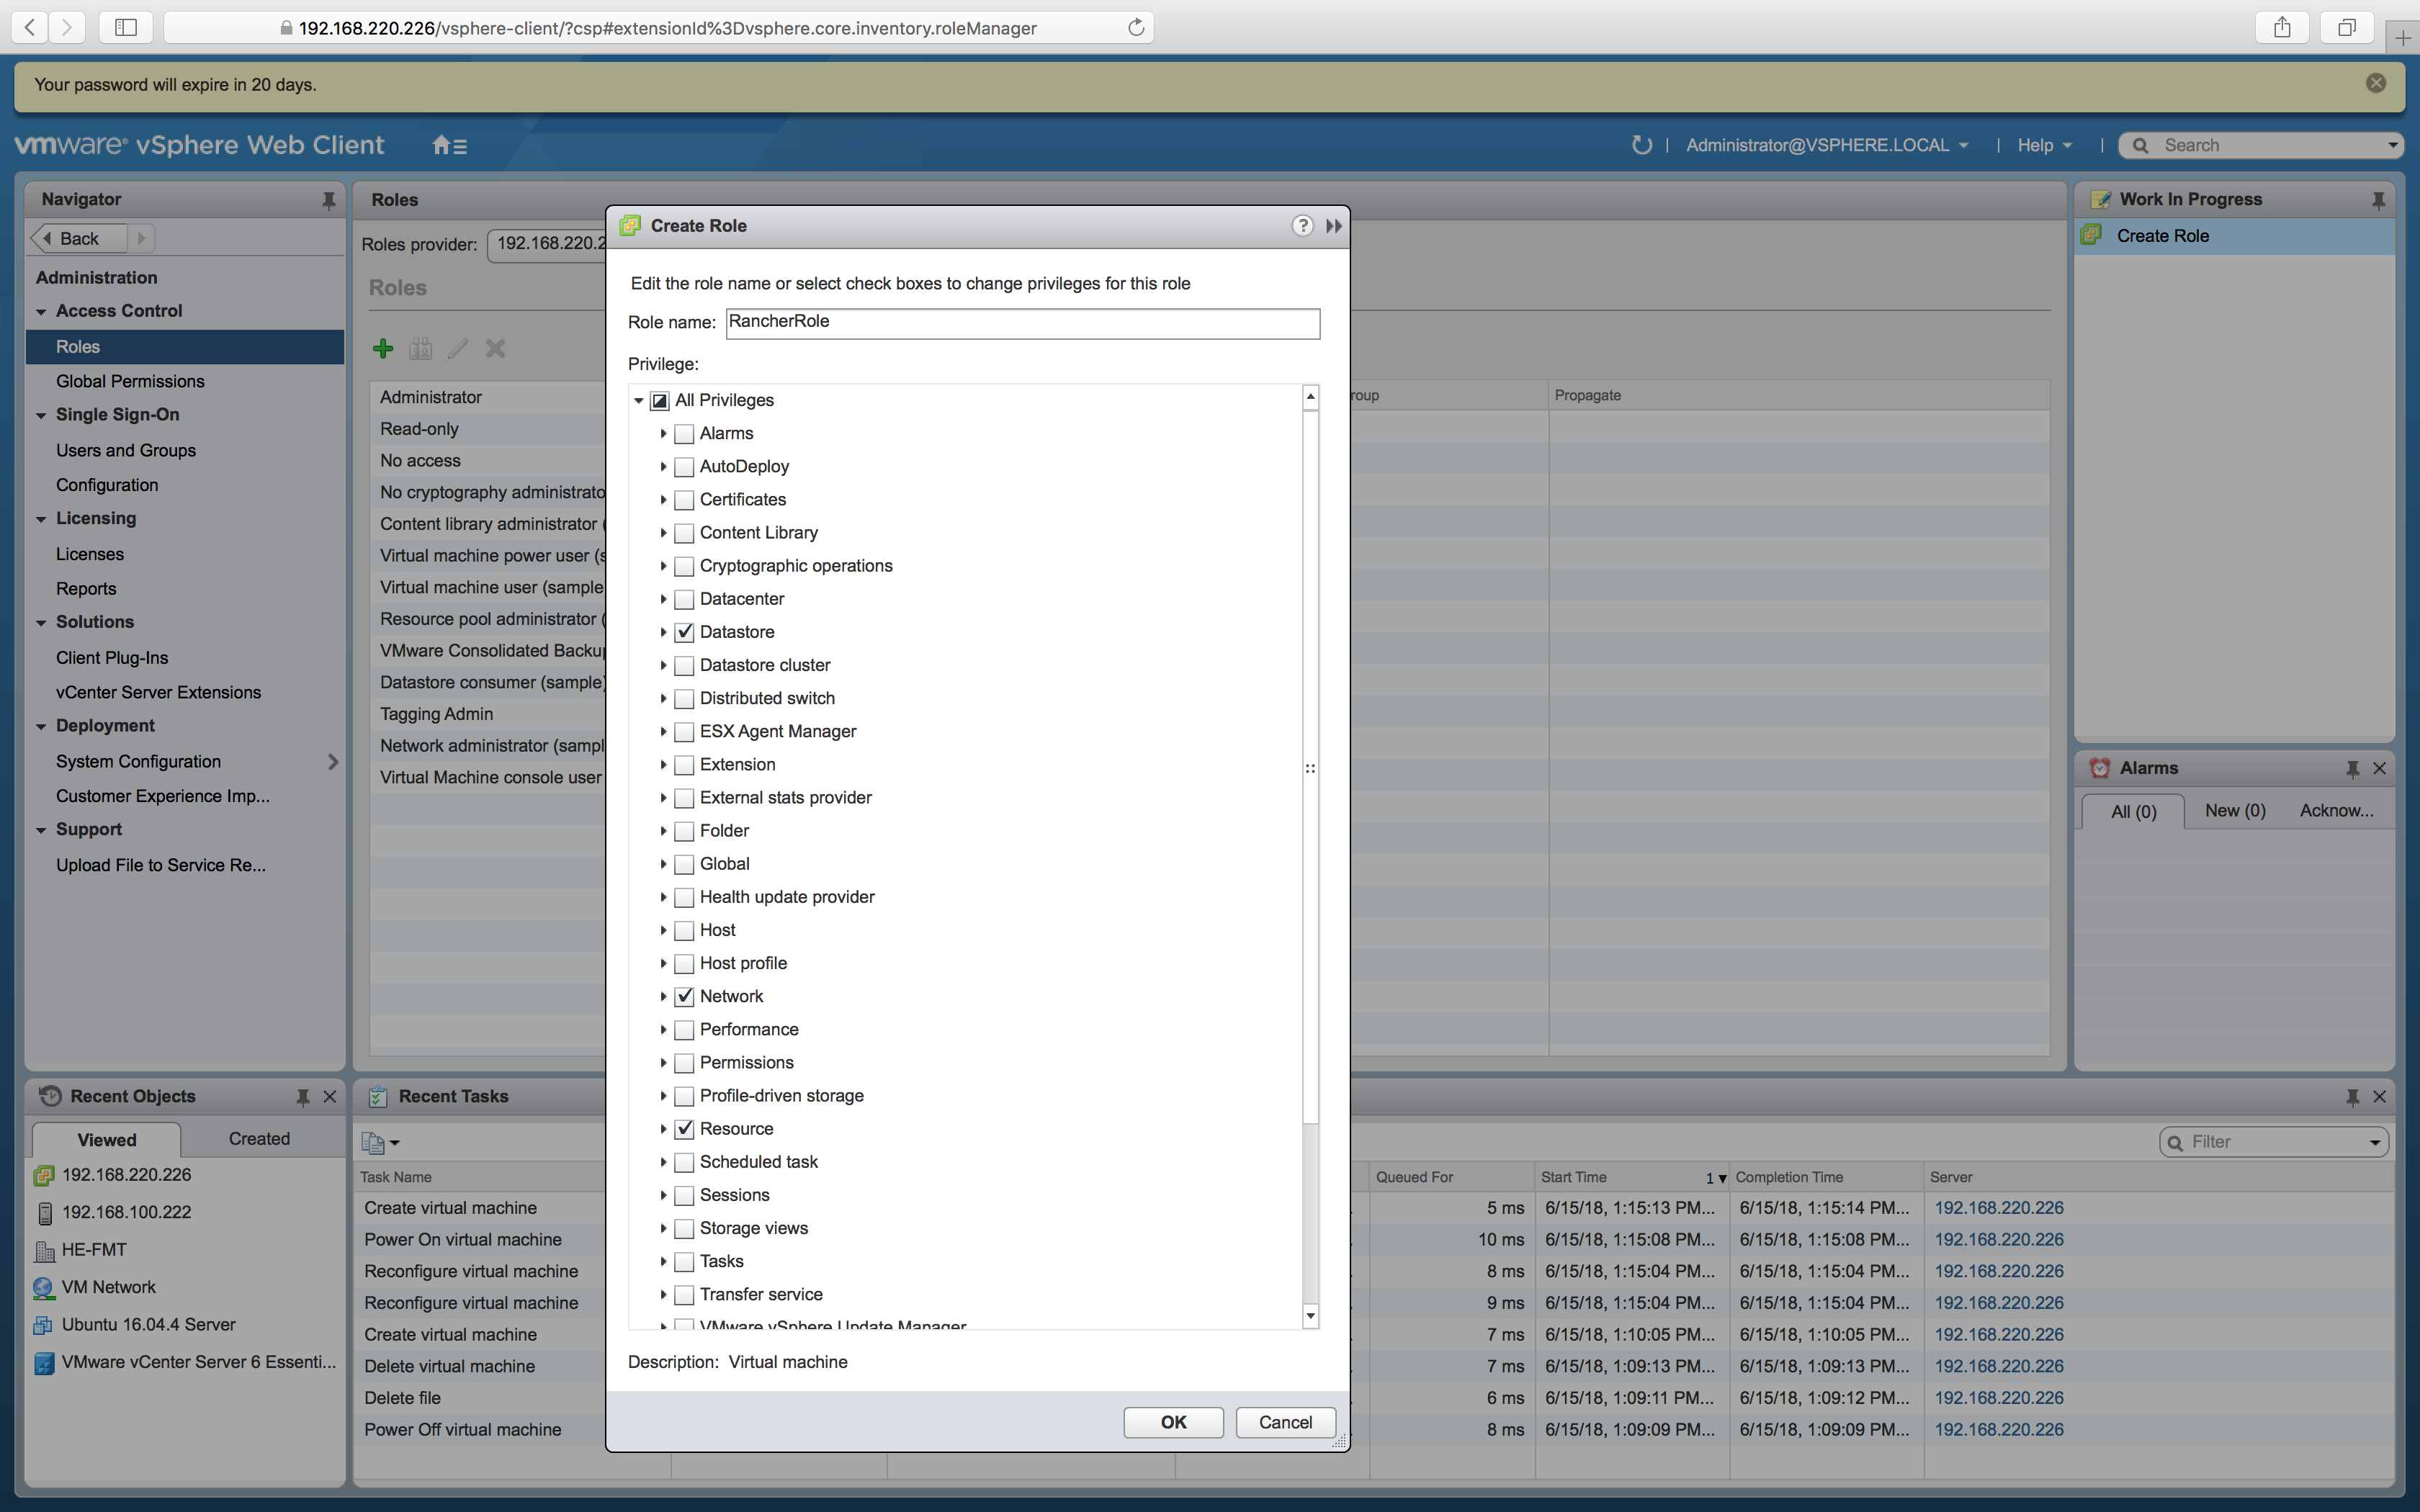 192.168.220.226/vsphere-client/?csp#extensionId%3Dvsphere.core.inventory.roleManager
Your password will expire in 20 days.
vmware® vSphere Web Client
Administrator@VSPHERE.LOCAL
Help
Search
Navigator
Back
Administration
Access Control
Roles
Global Permissions
Single Sign-On
Users and Groups
Configuration
Licensing
Licenses
Reports
Solutions
Client Plug-Ins
vCenter Server Extensions
Deployment
System Configuration
Customer Experience Imp...
Support
Upload File to Service Re...
Roles
Roles provider: 192.168.220.2
Roles
Administrator
Read-only
No access
No cryptography administrato
Content library administrator (
Virtual machine power user (s
Virtual machine user (sample
Resource pool administrator (
VMware Consolidated Backu
Datastore consumer (sample)
Tagging Admin
Network administrator (sampl
Virtual Machine console user
roup
Propagate
Create Role
Edit the role name or select check boxes to change privileges for this role
Role name: RancherRole
Privilege:
All Privileges
Alarms
AutoDeploy
Certificates
Content Library
Cryptographic operations
Datacenter
Datastore
Datastore cluster
Distributed switch
ESX Agent Manager
Extension
External stats provider
Folder
Global
Health update provider
Host
Host profile
Network
Performance
Permissions
Profile-driven storage
Resource
Scheduled task
Sessions
Storage views
Tasks
Transfer service
VMware vSphere Update Manager
Description: Virtual machine
OK
Cancel
Work In Progress
Create Role
Alarms
All (0)
New (0)
Acknow...
Recent Objects
Viewed
Created
192.168.220.226
192.168.100.222
HE-FMT
VM Network
Ubuntu 16.04.4 Server
VMware vCenter Server 6 Essenti...
Recent Tasks
Filter
Task Name Queued For Start Time 1 Completion Time Server
Create virtual machine 5 ms 6/15/18, 1:15:13 PM... 6/15/18, 1:15:14 PM... 192.168.220.226
Power On virtual machine 10 ms 6/15/18, 1:15:08 PM... 6/15/18, 1:15:08 PM... 192.168.220.226
Reconfigure virtual machine 8 ms 6/15/18, 1:15:04 PM... 6/15/18, 1:15:04 PM... 192.168.220.226
Reconfigure virtual machine 9 ms 6/15/18, 1:15:04 PM... 6/15/18, 1:15:04 PM... 192.168.220.226
Create virtual machine 7 ms 6/15/18, 1:10:05 PM... 6/15/18, 1:10:05 PM... 192.168.220.226
Delete virtual machine 7 ms 6/15/18, 1:09:13 PM... 6/15/18, 1:09:13 PM... 192.168.220.226
Delete file 6 ms 6/15/18, 1:09:11 PM... 6/15/18, 1:09:12 PM... 192.168.220.226
Power Off virtual machine 8 ms 6/15/18, 1:09:09 PM... 6/15/18, 1:09:09 PM... 192.168.220.226